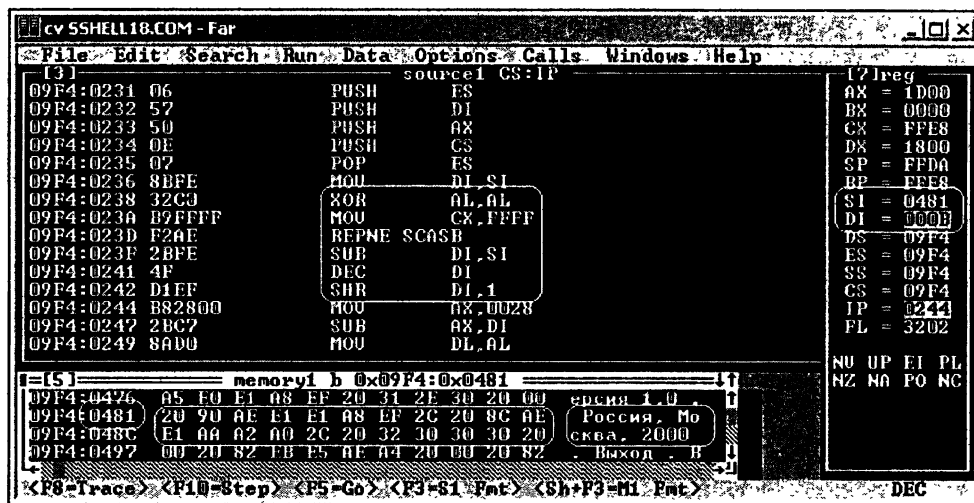 cv SSHELL18.COM - Far
File Edit Search Run Data Options Calls Windows Help
[3] source1 CS:IP
09F4:0231 06 PUSH ES
09F4:0232 57 PUSH DI
09F4:0233 50 PUSH AX
09F4:0234 0E PUSH CS
09F4:0235 07 POP ES
09F4:0236 8BFE MOV DI,SI
09F4:0238 32C0 XOR AL,AL
09F4:023A B9FFFF MOV CX,FFFF
09F4:023D F2AE REPNE SCASB
09F4:023F 2BFE SUB DI,SI
09F4:0241 4F DEC DI
09F4:0242 D1EF SHR DI,1
09F4:0244 B82800 MOV AX,0028
09F4:0247 2BC7 SUB AX,DI
09F4:0249 8AD0 MOV DL,AL
[7]reg
AX = 1D00
BX = 0000
CX = FFE8
DX = 1800
SP = FFDA
BP = FFE8
SI = 0481
DI = 000B
DS = 09F4
ES = 09F4
SS = 09F4
CS = 09F4
IP = 0244
FL = 3202
NV UP EI PL
NZ NA PO NC
[5] memory1 b 0x09F4:0x0481
09F4:0476 A5 E0 E1 A8 EF 20 31 2E 30 20 00 ерсия 1.0 .
09F4:0481 20 90 AE E1 E1 A8 EF 2C 20 8C AE Россия, Мо
09F4:048C E1 AA A2 A0 2C 20 32 30 30 30 20 сква, 2000
09F4:0497 00 20 82 EB E5 AE A4 20 00 20 82 . Выход . В
<F8=Trace> <F10=Step> <F5=Go> <F3=S1 Fmt> <Sh+F3=M1 Fmt> DEC